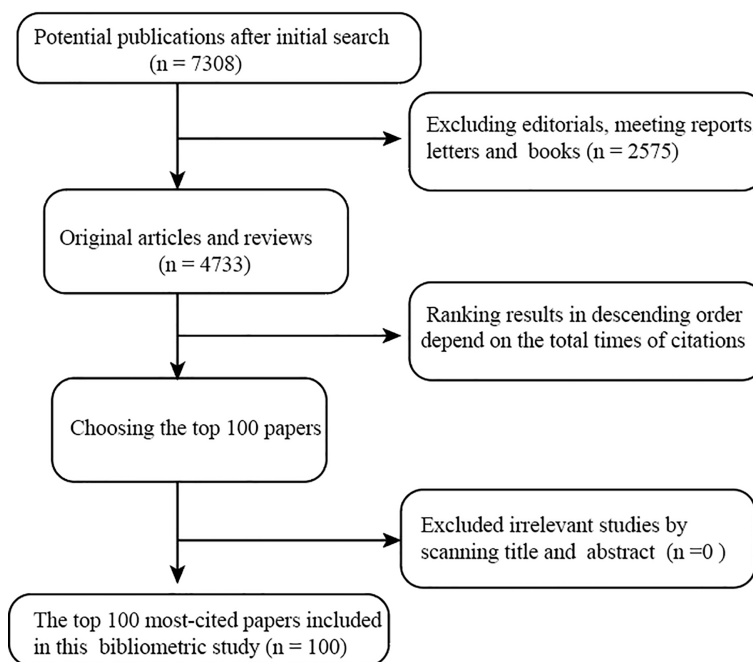 Potential publications after initial search
(n = 7308)
Excluding editorials, meeting reports
letters and books (n = 2575)
Original articles and reviews
(n = 4733)
Ranking results in descending order
depend on the total times of citations
Choosing the top 100 papers
Excluded irrelevant studies by
scanning title and abstract (n =0 )
The top 100 most-cited papers included
in this bibliometric study (n = 100)